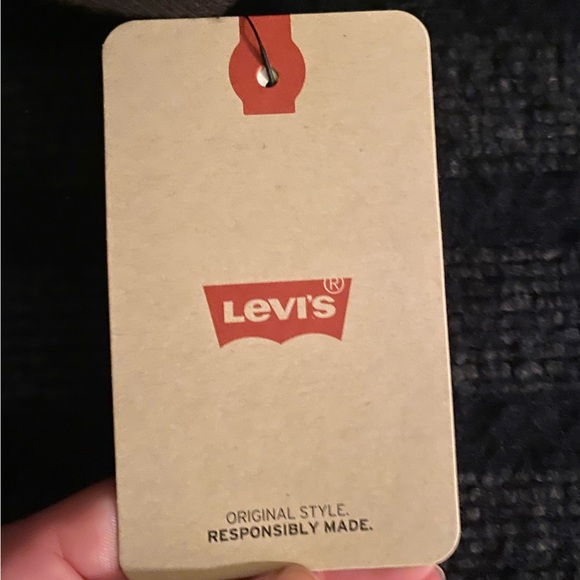 Levi's®
ORIGINAL STYLE.
RESPONSIBLY MADE.